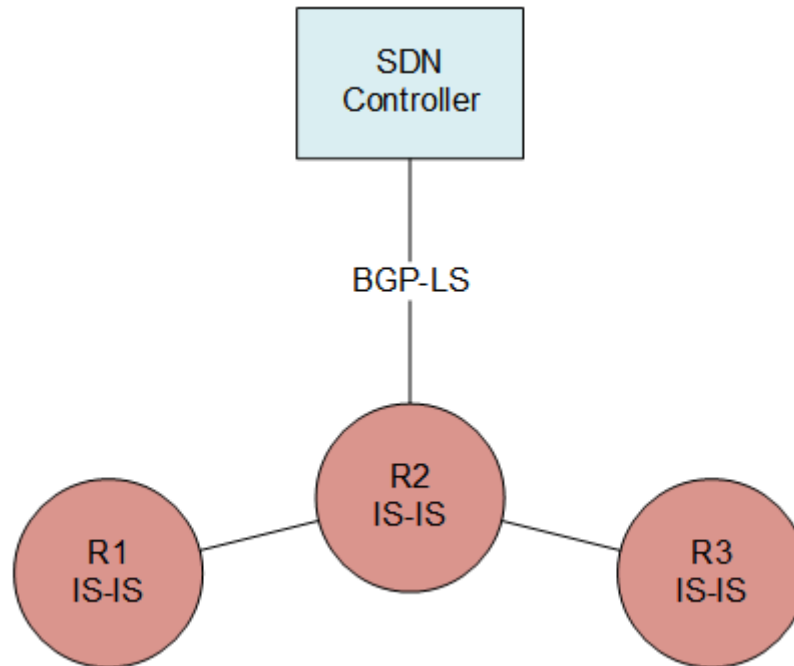 SDN
Controller
BGP-LS
R2
IS-IS
R1
IS-IS
R3
IS-IS